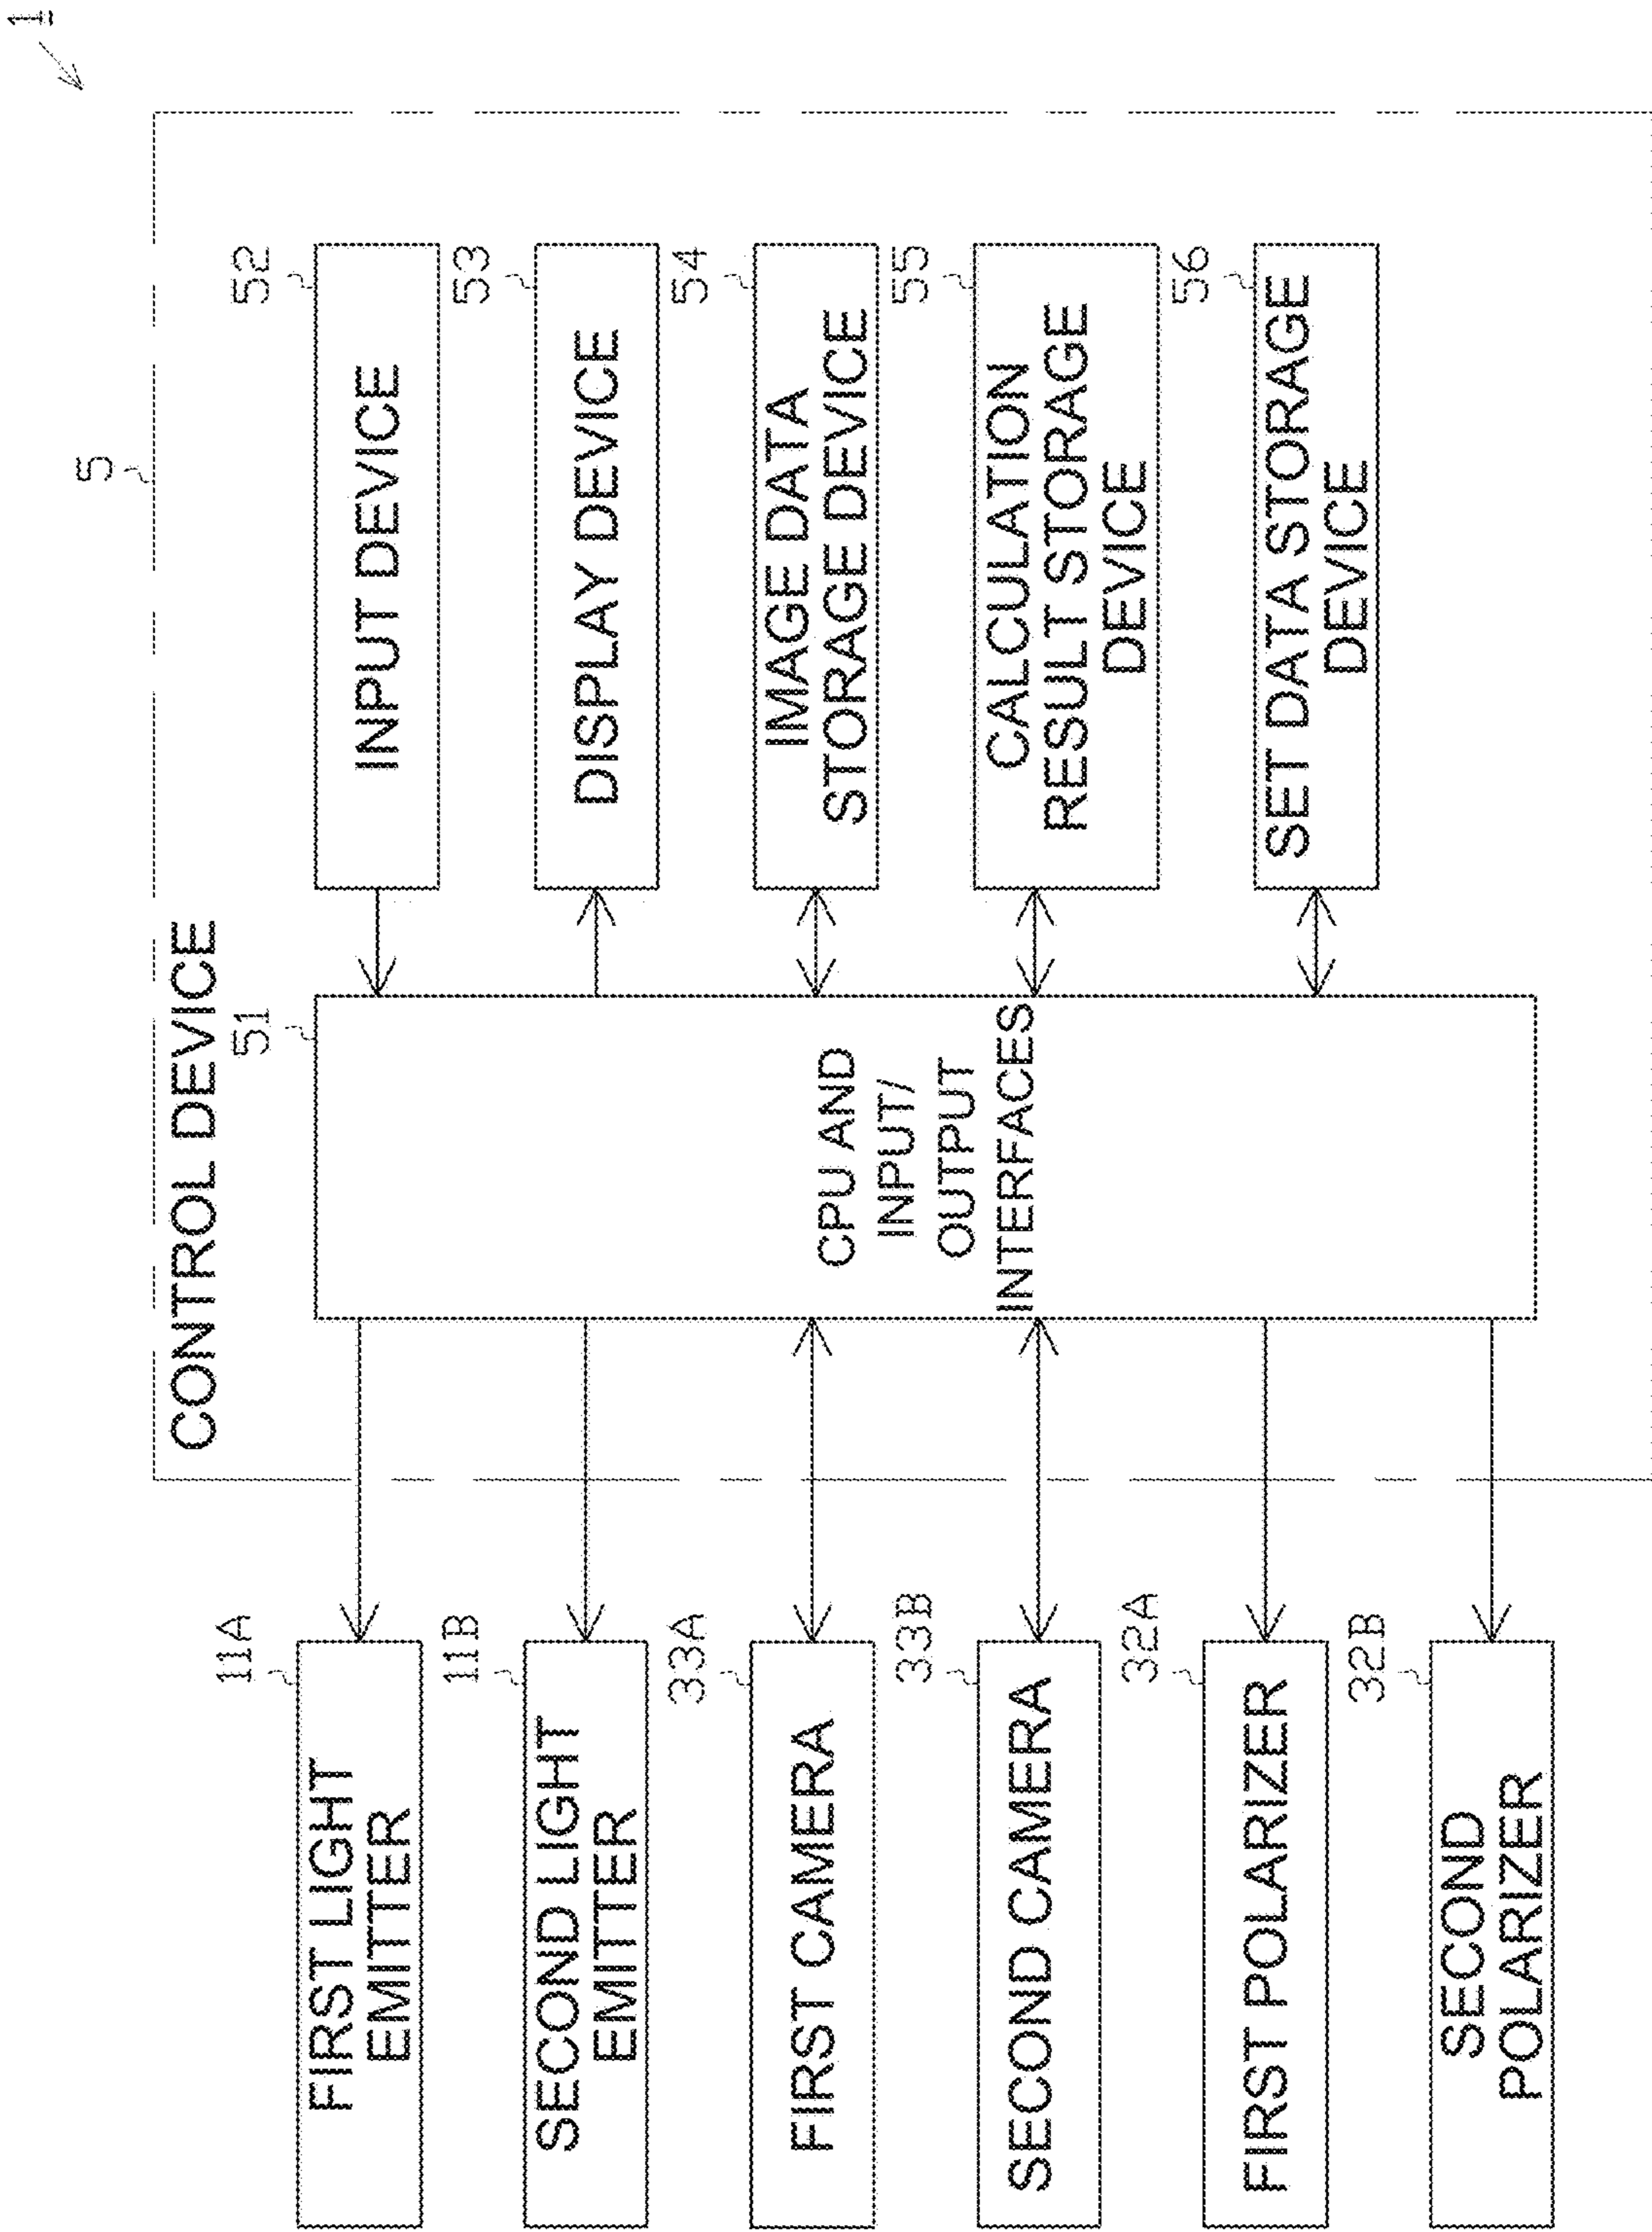 1
5
CONTROL DEVICE
11A
FIRST LIGHT
EMITTER
11B
SECOND LIGHT
EMITTER
33A
FIRST CAMERA
33B
SECOND CAMERA
32A
FIRST POLARIZER
32B
SECOND
POLARIZER
51
CPU AND
INPUT/
OUTPUT
INTERFACES
52
INPUT DEVICE
53
DISPLAY DEVICE
54
IMAGE DATA
STORAGE DEVICE
55
CALCULATION
RESULT STORAGE
DEVICE
56
SET DATA STORAGE
DEVICE